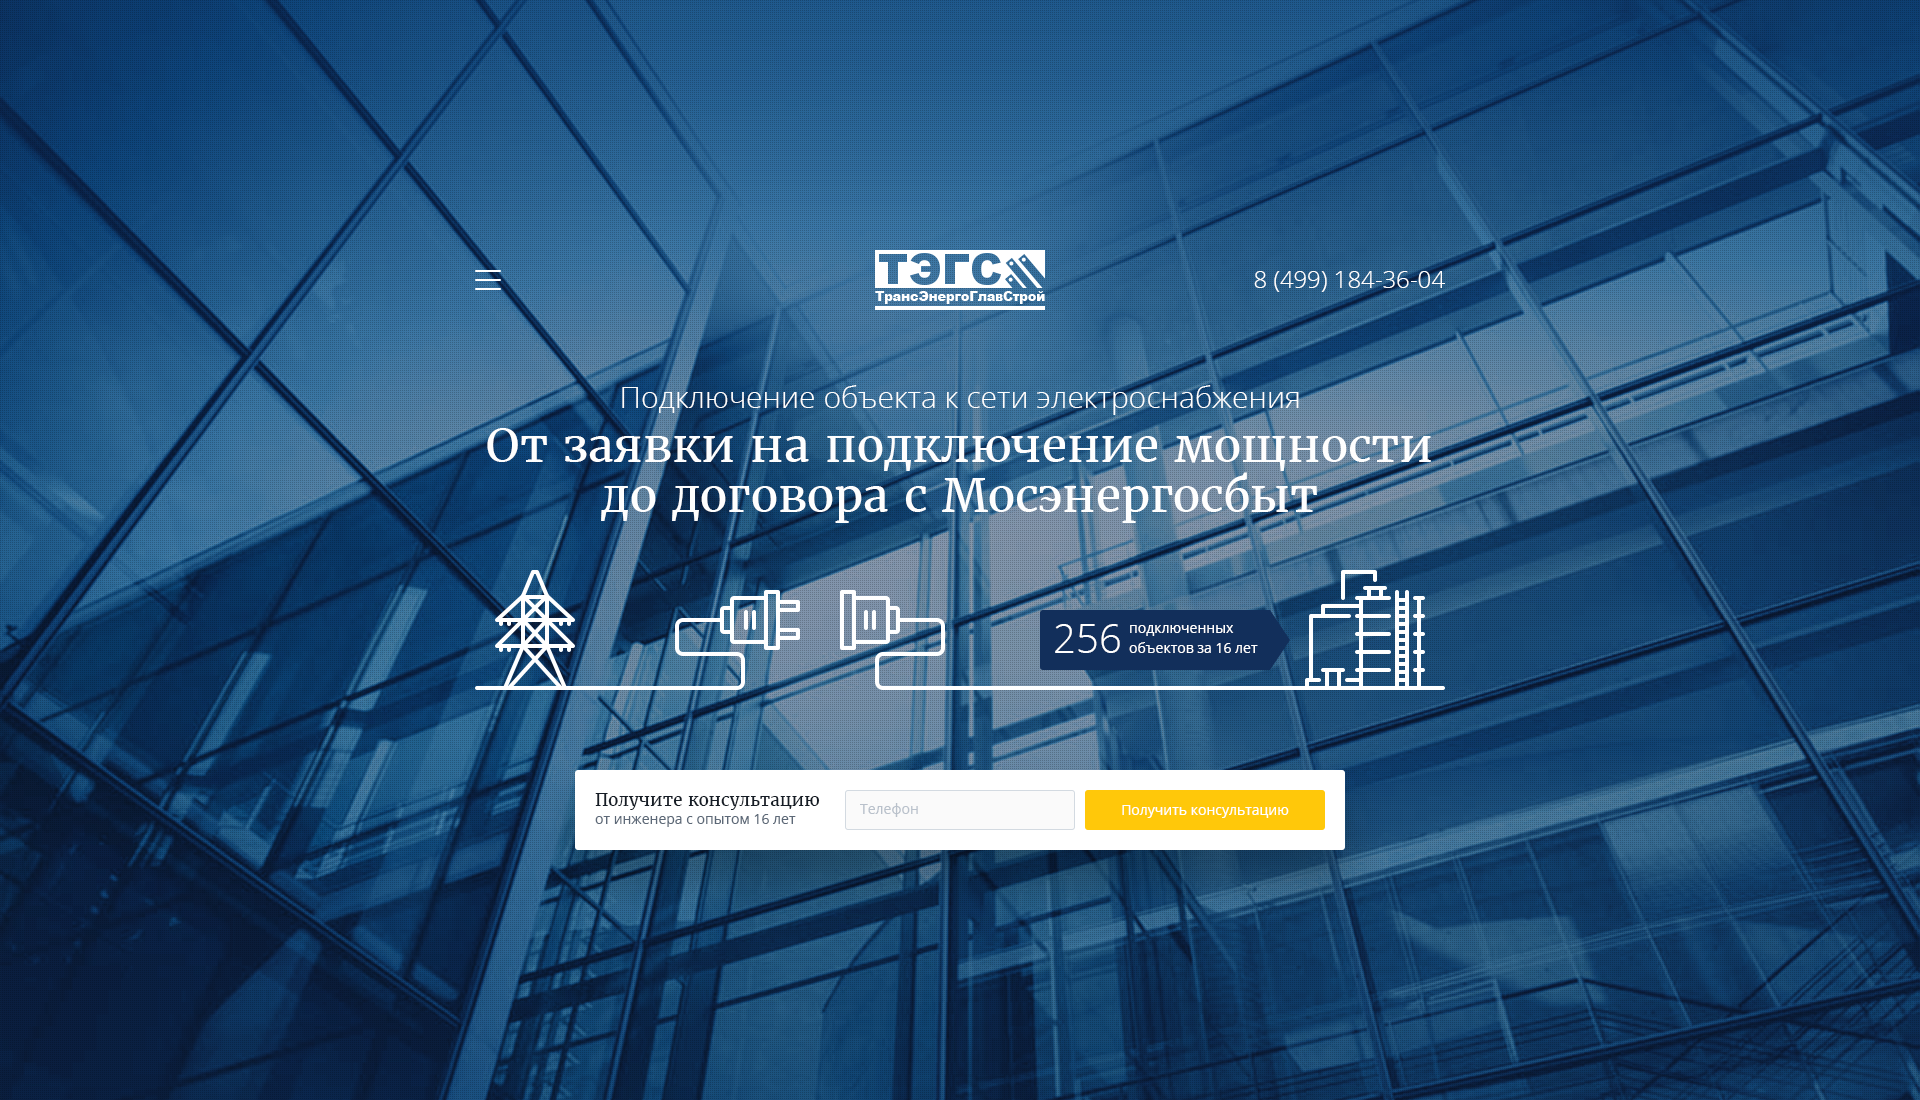 ТЭГС
ТрансЭнергоГлавСтрой
8 (499) 184-36-04
Подключение объекта к сети электроснабжения
От заявки на подключение мощности
до договора с Мосэнергосбыт
256 подключенных
объектов за 16 лет
Получите консультацию
от инженера с опытом 16 лет
Телефон
Получить консультацию